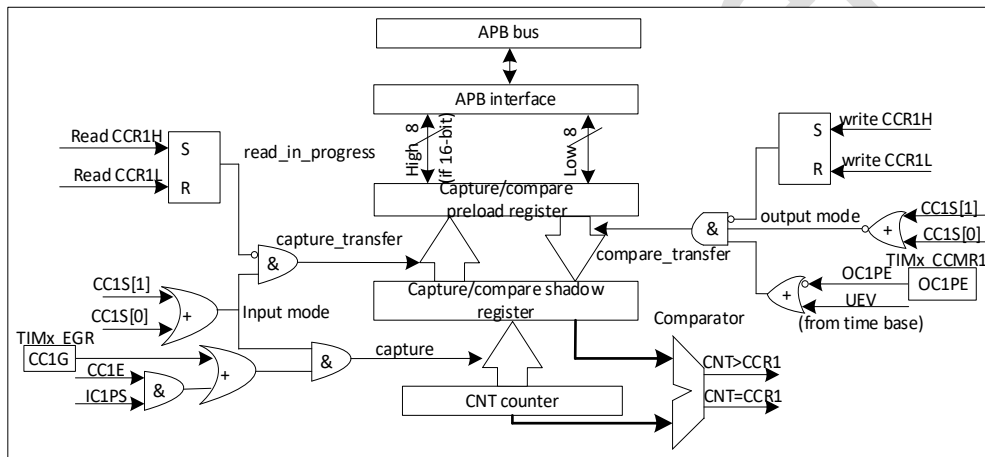 APB bus
APB interface
High 8
(if 16-bit)
Low 8
Read CCR1H
Read CCR1L
S
R
read_in_progress
S
R
write CCR1H
write CCR1L
Capture/compare
preload register
capture_transfer
&
compare_transfer
&
output mode
+
CC1S[1]
CC1S[0]
TIMx_CCMR1
OC1PE
OC1PE
+
UEV
(from time base)
CC1S[1]
CC1S[0]
+
Input mode
Capture/compare shadow
register
Comparator
TIMx_EGR
CC1G
CC1E
IC1PS
&
+
&
capture
CNT counter
CNT>CCR1
CNT=CCR1